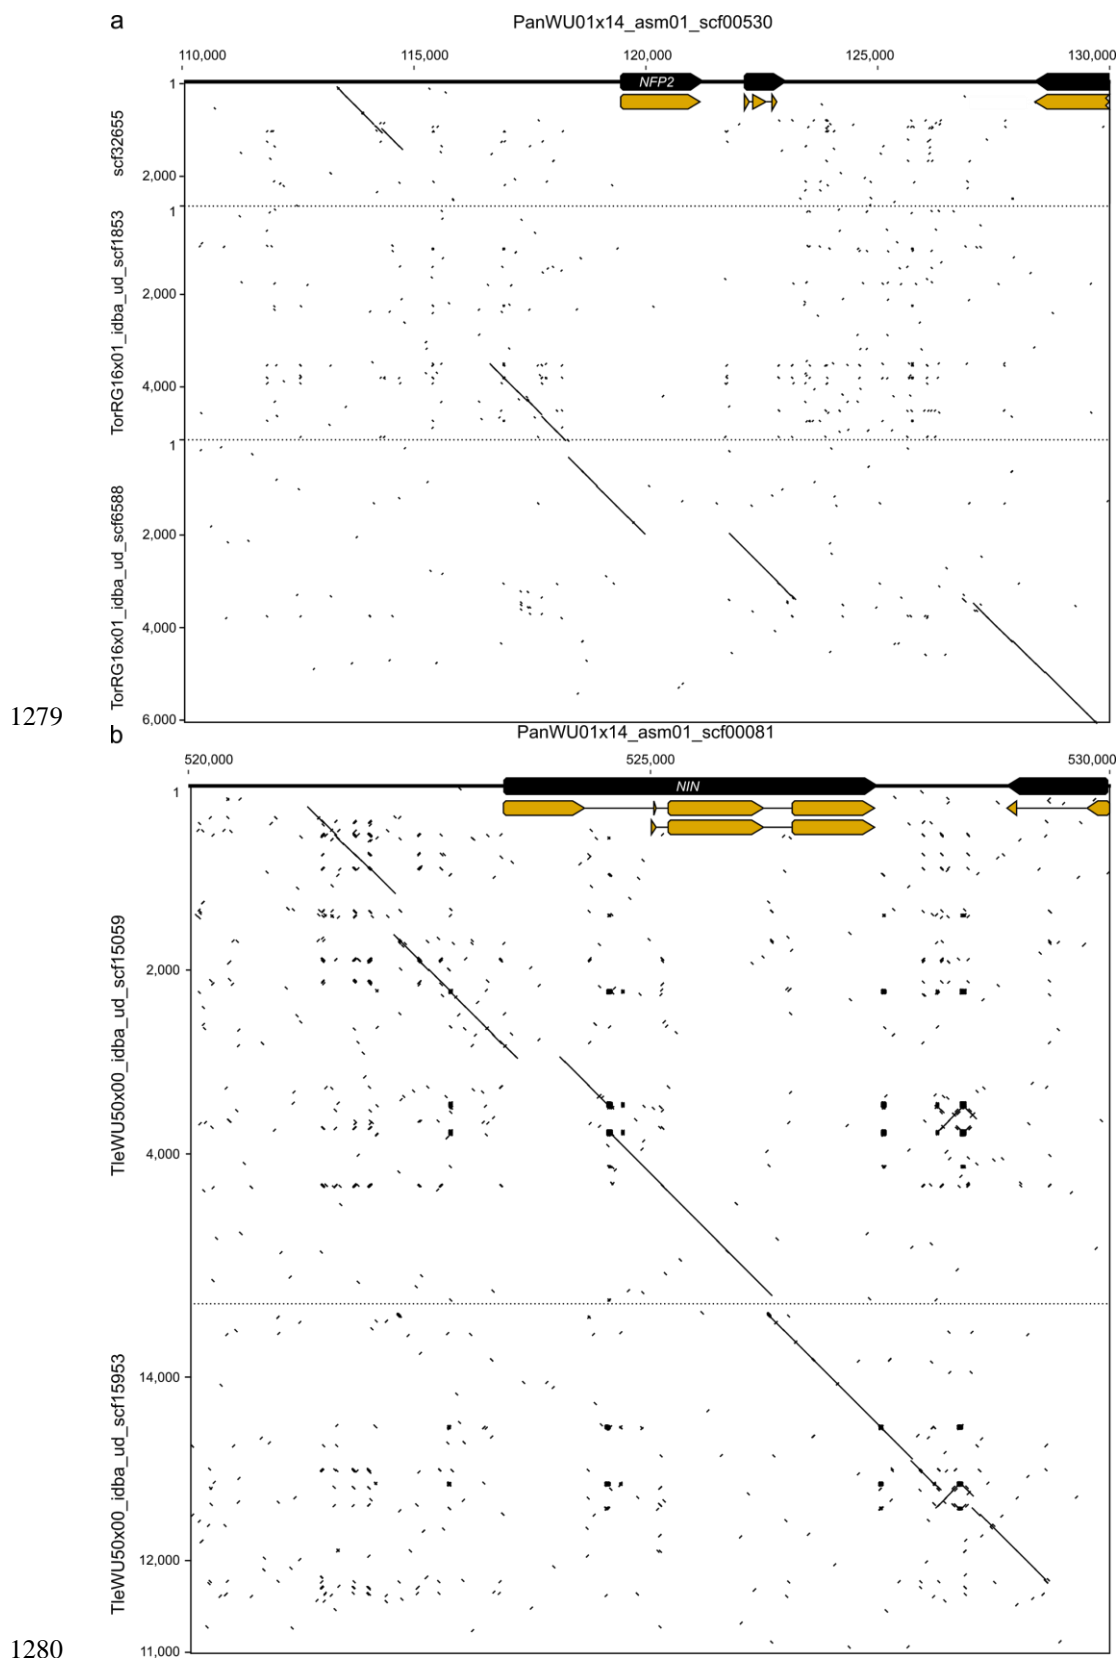 a
PanWU01x14_asm01_scf00530
110,000 115,000 120,000 125,000 130,000
1
NFP2
scf32655
2,000
1
TorRG16x01_idba_ud_scf1853
2,000
4,000
1
TorRG16x01_idba_ud_scf6588
2,000
4,000
6,000
1279
b
PanWU01x14_asm01_scf00081
520,000 525,000 530,000
1
NIN
TleWU50x00_idba_ud_scf15059
2,000
4,000
TleWU50x00_idba_ud_scf15953
14,000
12,000
11,000
1280